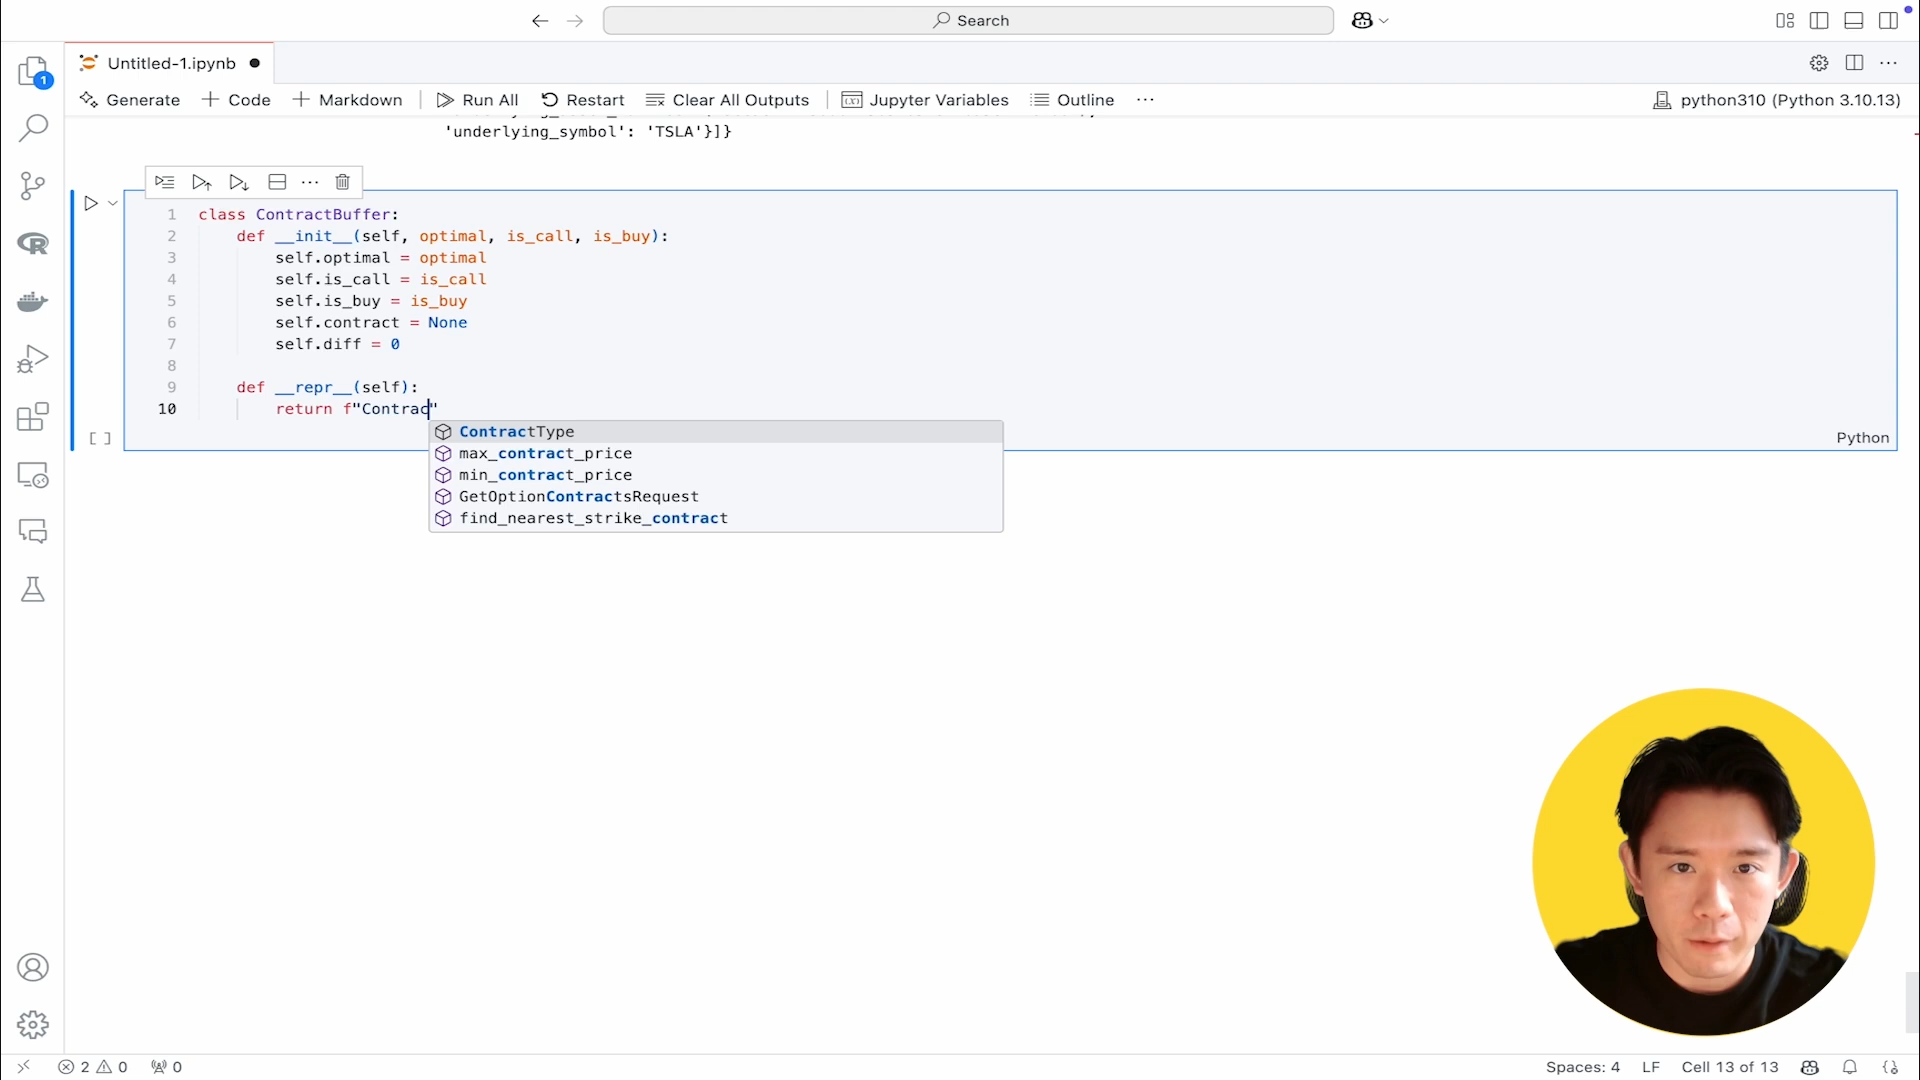 Search
1
Untitled-1.ipynb
Generate
Code
Markdown
Run All
Restart
Clear All Outputs
Jupyter Variables
Outline
...
python310 (Python 3.10.13)
'underlying_symbol': 'TSLA'}]}
1 class ContractBuffer:
2 def __init__(self, optimal, is_call, is_buy):
3 self.optimal = optimal
4 self.is_call = is_call
5 self.is_buy = is_buy
6 self.contract = None
7 self.diff = 0
8
9 def __repr__(self):
10 return f"Contrac"
[ ]
ContractType
max_contract_price
min_contract_price
GetOptionContractsRequest
find_nearest_strike_contract
Python
2 0 0
Spaces: 4 LF Cell 13 of 13